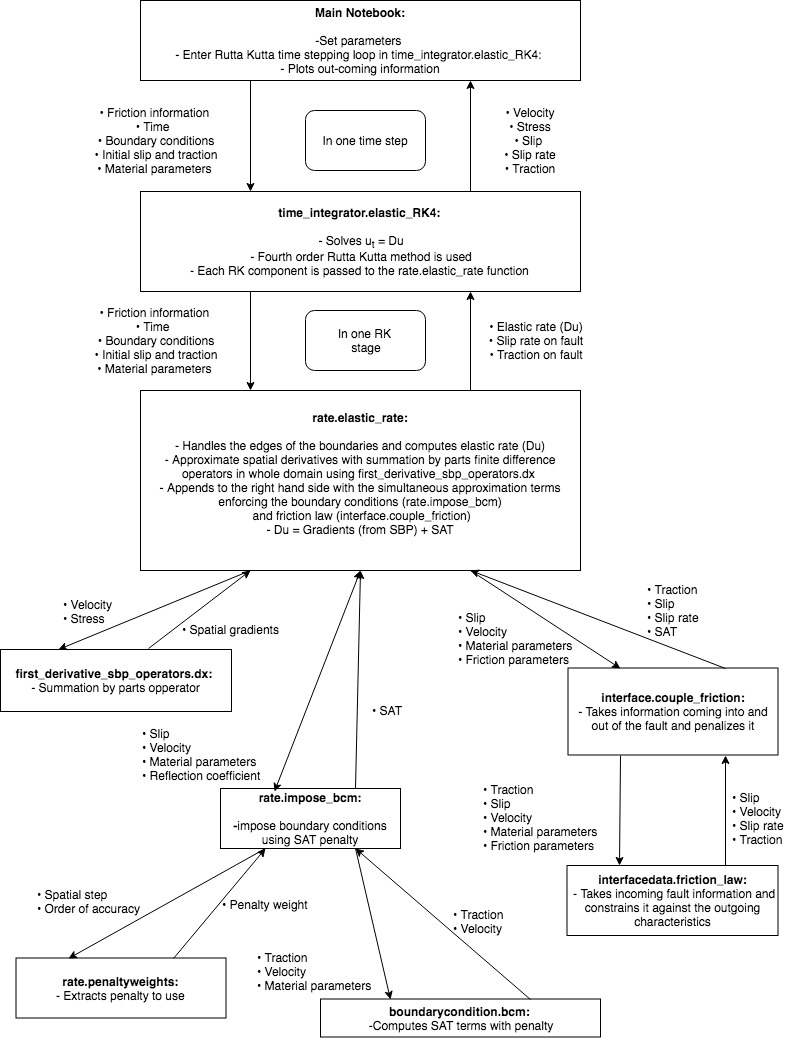 Main Notebook:
-Set parameters
- Enter Rutta Kutta time stepping loop in time_integrator.elastic_RK4:
- Plots out-coming information
• Friction information
• Time
• Boundary conditions
• Initial slip and traction
• Material parameters
In one time step
• Velocity
• Stress
• Slip
• Slip rate
• Traction
time_integrator.elastic_RK4:
- Solves ut = Du
- Fourth order Rutta Kutta method is used
- Each RK component is passed to the rate.elastic_rate function
• Friction information
• Time
• Boundary conditions
• Initial slip and traction
• Material parameters
In one RK
stage
• Elastic rate (Du)
• Slip rate on fault
• Traction on fault
rate.elastic_rate:
- Handles the edges of the boundaries and computes elastic rate (Du)
- Approximate spatial derivatives with summation by parts finite difference
operators in whole domain using first_derivative_sbp_operators.dx
- Appends to the right hand side with the simultaneous approximation terms
enforcing the boundary conditions (rate.impose_bcm)
and friction law (interface.couple_friction)
- Du = Gradients (from SBP) + SAT
• Velocity
• Stress
• Spatial gradients
first_derivative_sbp_operators.dx:
- Summation by parts opperator
• Slip
• Velocity
• Material parameters
• Friction parameters
• Traction
• Slip
• Slip rate
• SAT
interface.couple_friction:
- Takes information coming into and
out of the fault and penalizes it
• Slip
• Velocity
• Material parameters
• Reflection coefficient
• SAT
rate.impose_bcm:
-impose boundary conditions
using SAT penalty
• Traction
• Slip
• Velocity
• Material parameters
• Friction parameters
• Slip
• Velocity
• Slip rate
• Traction
interfacedata.friction_law:
- Takes incoming fault information and
constrains it against the outgoing
characteristics
• Spatial step
• Order of accuracy
• Penalty weight
rate.penaltyweights:
- Extracts penalty to use
• Traction
• Velocity
• Material parameters
• Traction
• Velocity
boundarycondition.bcm:
-Computes SAT terms with penalty